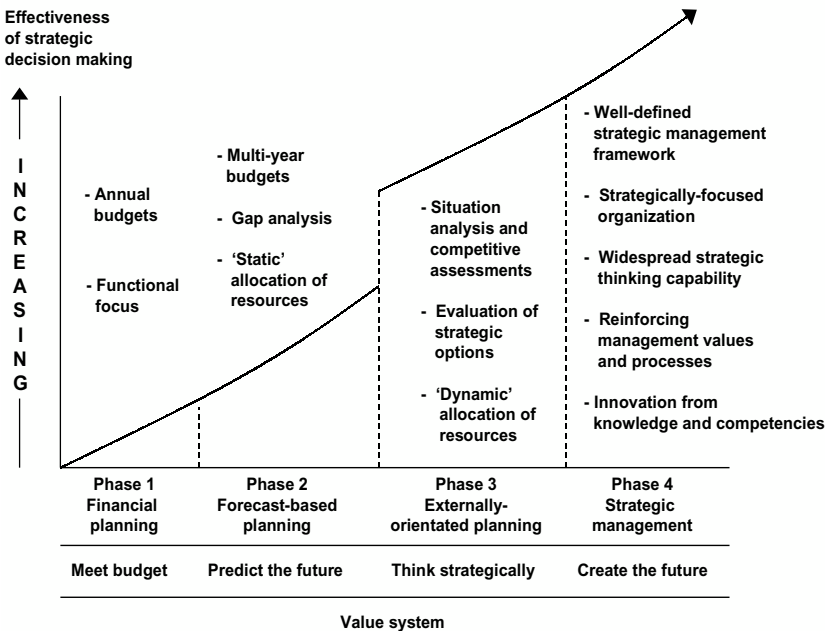 Effectiveness
of strategic
decision making
INCREASING
- Annual
budgets
- Functional
focus
- Multi-year
budgets
- Gap analysis
- ‘Static’
allocation of
resources
- Situation
analysis and
competitive
assessments
- Evaluation of
strategic
options
- ‘Dynamic’
allocation of
resources
- Well-defined
strategic management
framework
- Strategically-focused
organization
- Widespread strategic
thinking capability
- Reinforcing
management values
and processes
- Innovation from
knowledge and competencies
Phase 1
Financial
planning
Phase 2
Forecast-based
planning
Phase 3
Externally-
orientated planning
Phase 4
Strategic
management
Meet budget
Predict the future
Think strategically
Create the future
Value system